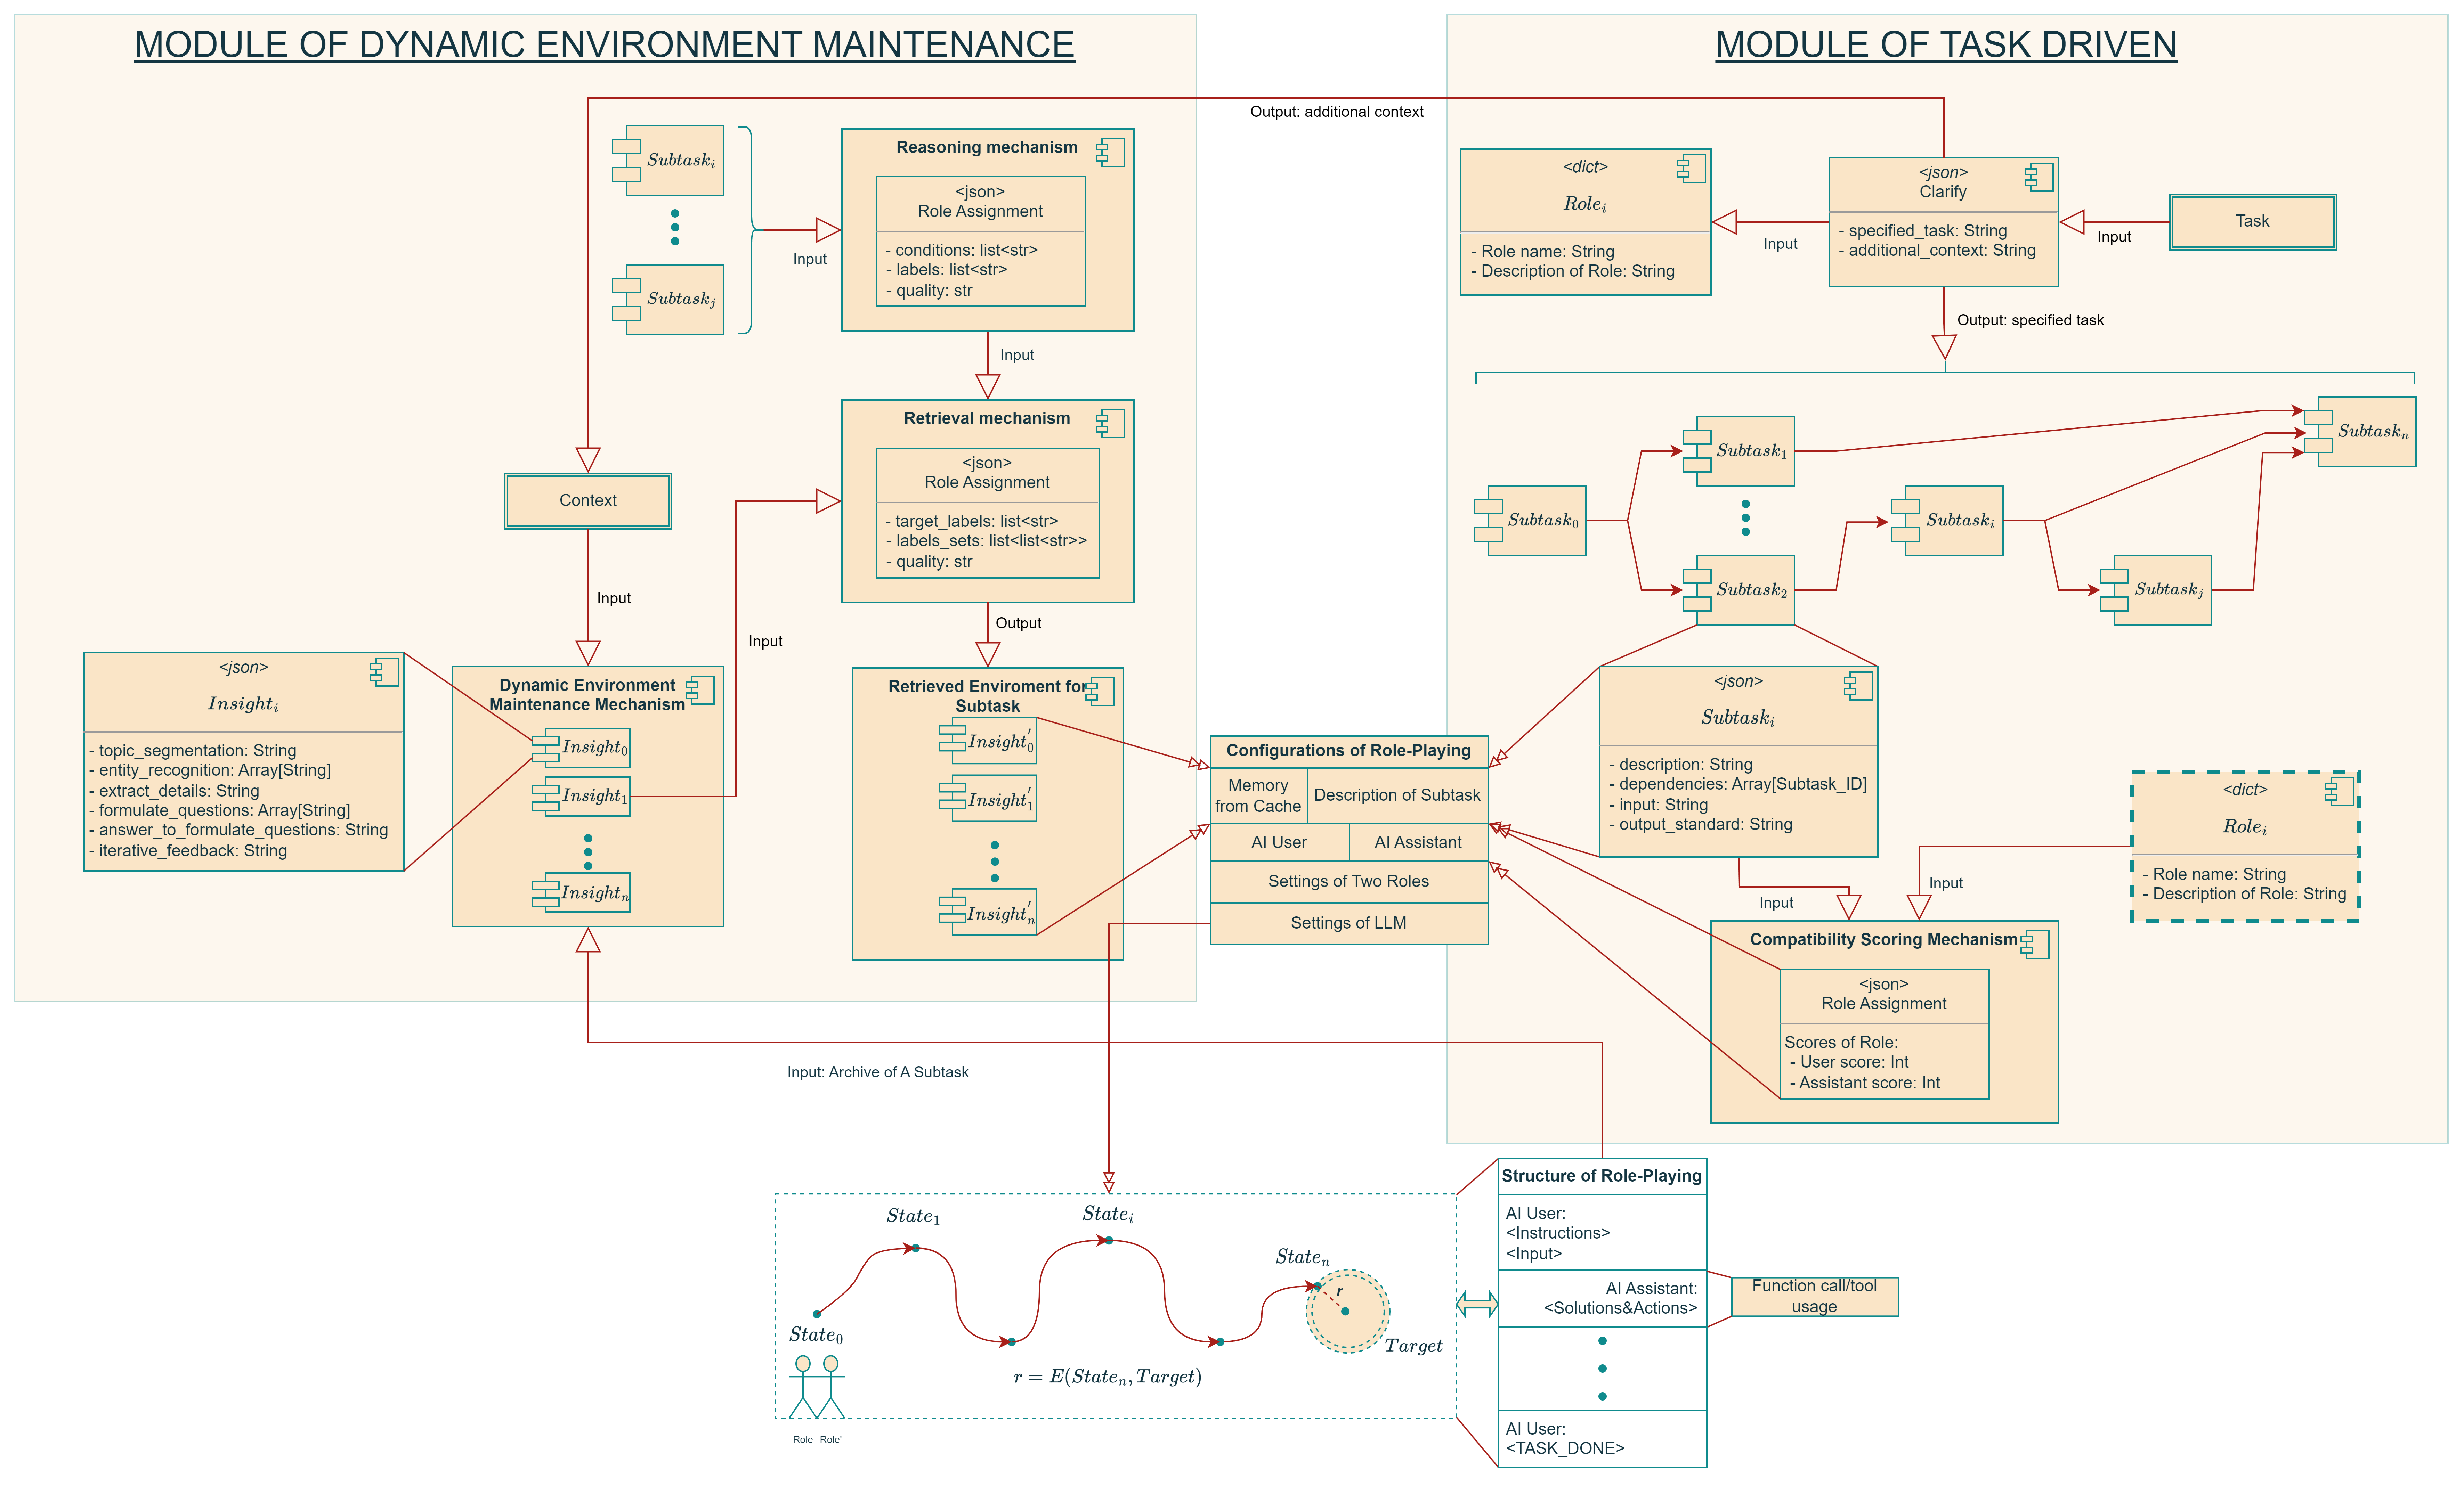 MODULE OF DYNAMIC ENVIRONMENT MAINTENANCE
MODULE OF TASK DRIVEN
Output: additional context
Subtask_i
Subtask_j
Input
Reasoning mechanism
<json>
Role Assignment
- conditions: list<str>
- labels: list<str>
- quality: str
Input
Retrieval mechanism
<json>
Role Assignment
- target_labels: list<str>
- labels_sets: list<list<str>>
- quality: str
Output
Context
Input
Input
<json>
Insight_i
- topic_segmentation: String
- entity_recognition: Array[String]
- extract_details: String
- formulate_questions: Array[String]
- answer_to_formulate_questions: String
- iterative_feedback: String
Dynamic Environment
Maintenance Mechanism
Insight_0
Insight_1
Insight_n
Retrieved Enviroment for
Subtask
Insight'_0
Insight'_1
Insight'_n
<dict>
Role_i
- Role name: String
- Description of Role: String
Input
<json>
Clarify
- specified_task: String
- additional_context: String
Input
Task
Output: specified task
Subtask_0
Subtask_1
Subtask_2
Subtask_i
Subtask_j
Subtask_n
<json>
Subtask_i
- description: String
- dependencies: Array[Subtask_ID]
- input: String
- output_standard: String
Input
Input
<dict>
Role_i
- Role name: String
- Description of Role: String
Configurations of Role-Playing
Memory
from Cache
Description of Subtask
AI User
AI Assistant
Settings of Two Roles
Settings of LLM
Compatibility Scoring Mechanism
<json>
Role Assignment
Scores of Role:
- User score: Int
- Assistant score: Int
Input: Archive of A Subtask
State_0
State_1
State_i
State_n
r
Target
r = E(State_n, Target)
Role
Role'
Structure of Role-Playing
AI User:
<Instructions>
<Input>
AI Assistant:
<Solutions&Actions>
AI User:
<TASK_DONE>
Function call/tool
usage